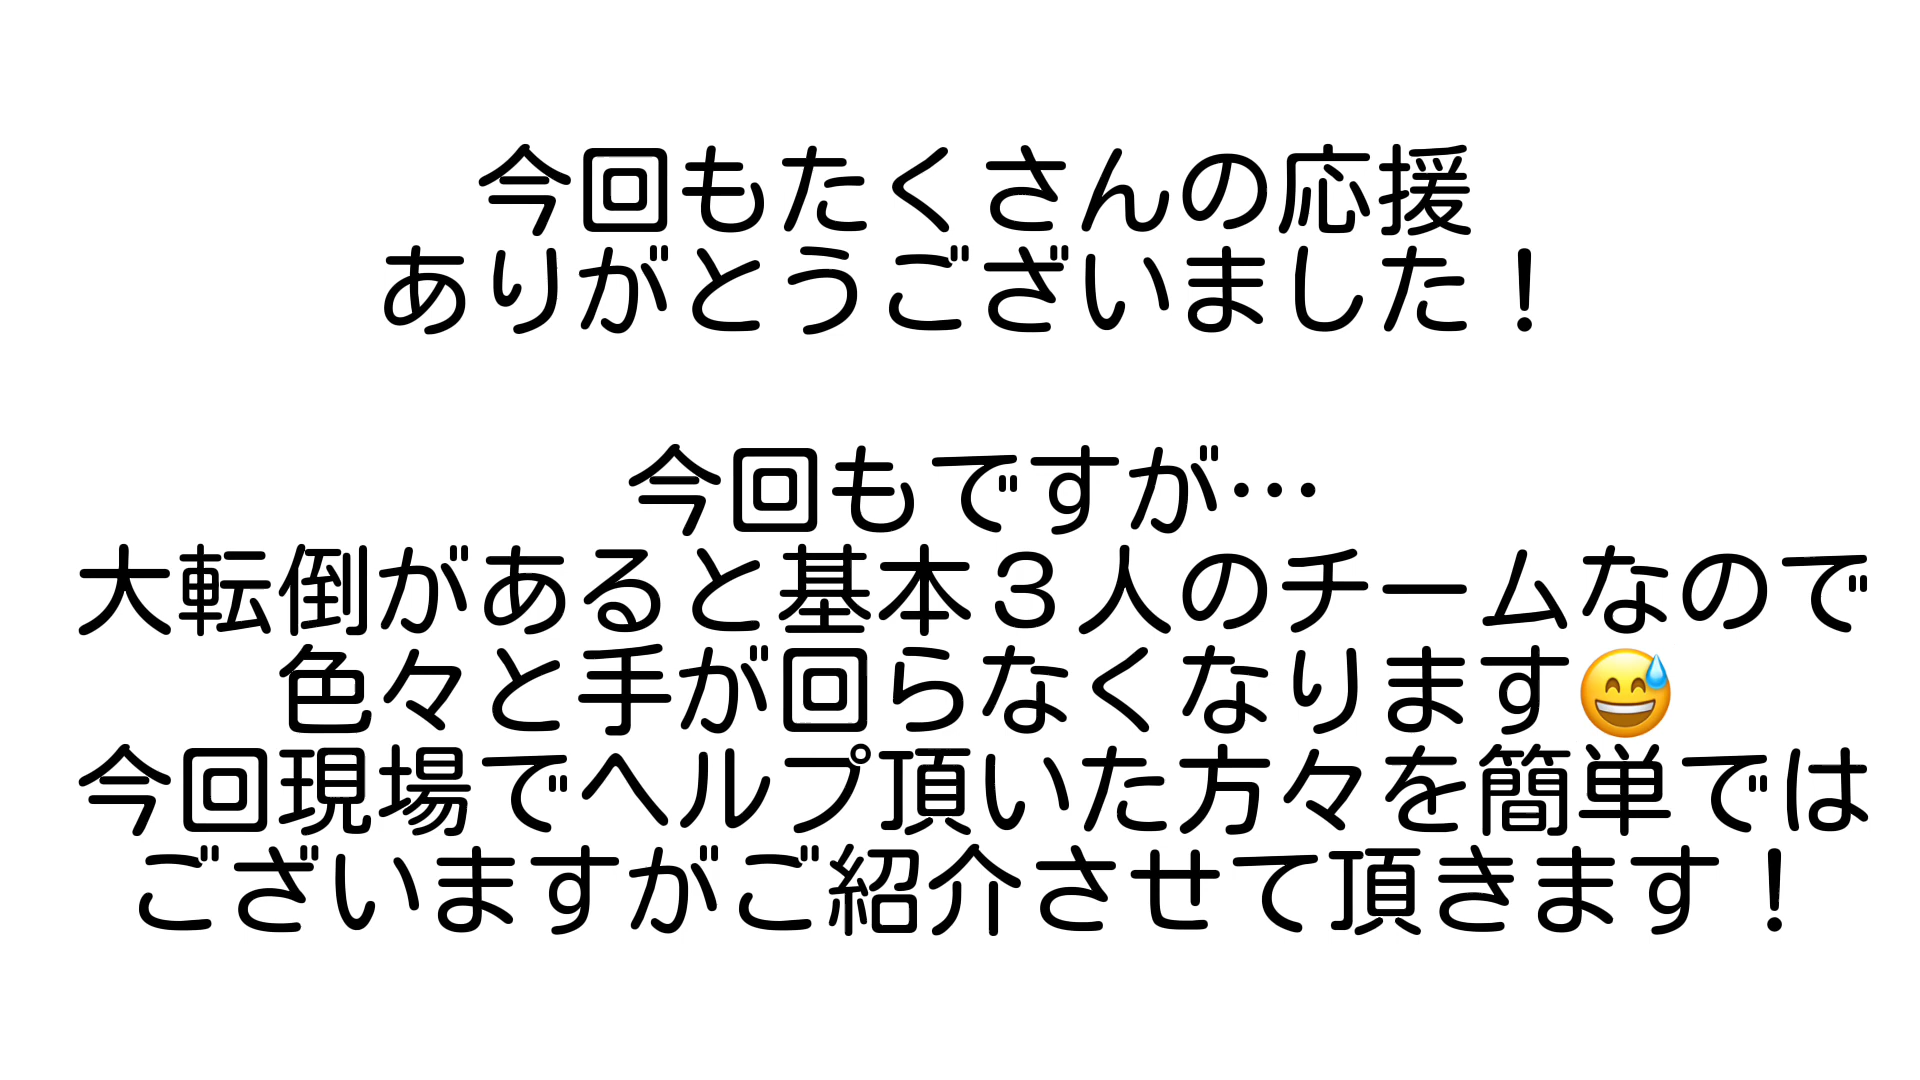 今回もたくさんの応援
ありがとうございました！
今回もですが…
大転倒があると基本３人のチームなので
色々と手が回らなくなります😅
今回現場でヘルプ頂いた方々を簡単では
ございますがご紹介させて頂きます！